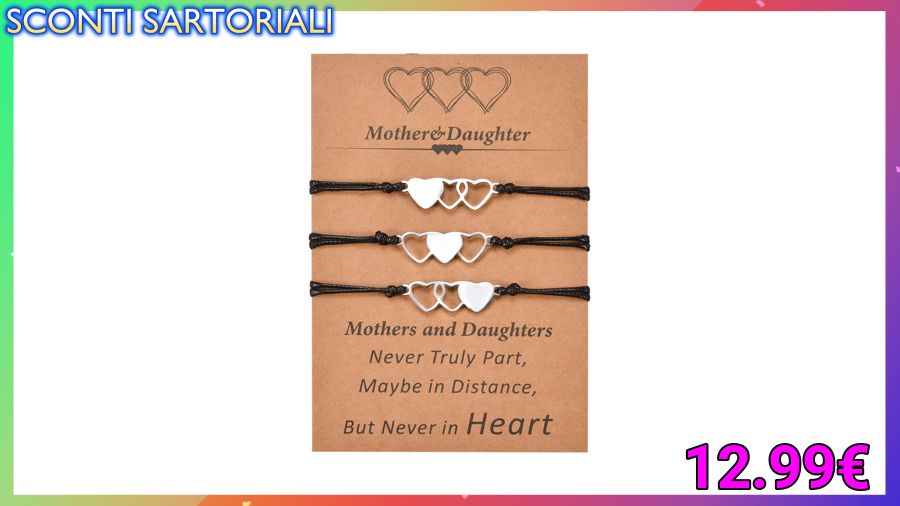 SCONTI SARTORIALI
Mother&Daughter
Mothers and Daughters
Never Truly Part,
Maybe in Distance,
But Never in Heart
12.99€